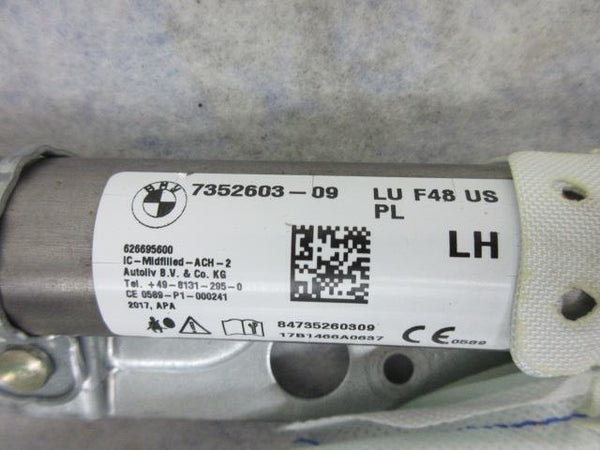 BMW
7352603-09 LU F48 US
PL
LH
626695600
IC-Midfilled-ACH-2
Autoliv B.V. & Co. KG
Tel. +49-8131-295-0
CE 0589-P1-000241
2017, APA
84735260309
17B1466A0637
CE 0589